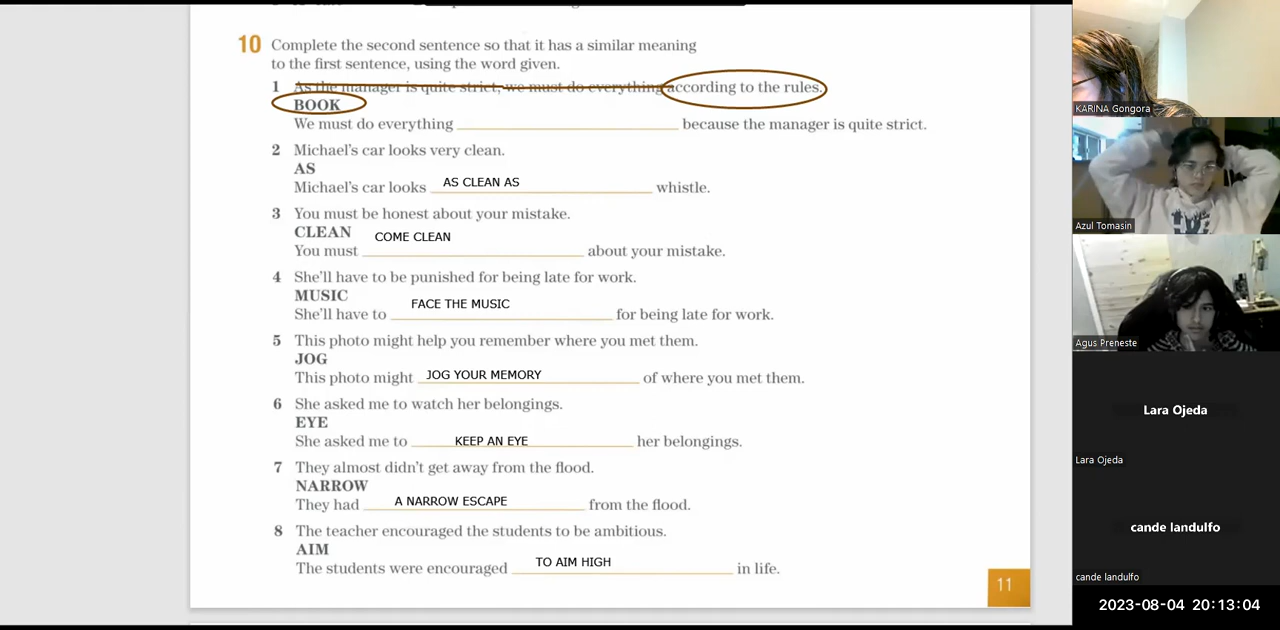 10 Complete the second sentence so that it has a similar meaning
to the first sentence, using the word given.
1 As the manager is quite strict, we must do everything according to the rules.
BOOK
We must do everything ____ because the manager is quite strict.
2 Michael's car looks very clean.
AS
Michael's car looks AS CLEAN AS whistle.
3 You must be honest about your mistake.
CLEAN
You must COME CLEAN about your mistake.
4 She'll have to be punished for being late for work.
MUSIC
She'll have to FACE THE MUSIC for being late for work.
5 This photo might help you remember where you met them.
JOG
This photo might JOG YOUR MEMORY of where you met them.
6 She asked me to watch her belongings.
EYE
She asked me to KEEP AN EYE her belongings.
7 They almost didn't get away from the flood.
NARROW
They had A NARROW ESCAPE from the flood.
8 The teacher encouraged the students to be ambitious.
AIM
The students were encouraged TO AIM HIGH in life.
11
KARINA Gongora
Azul Tomasin
Agus Preneste
Lara Ojeda
Lara Ojeda
cande landulfo
cande landulfo
2023-08-04 20:13:04